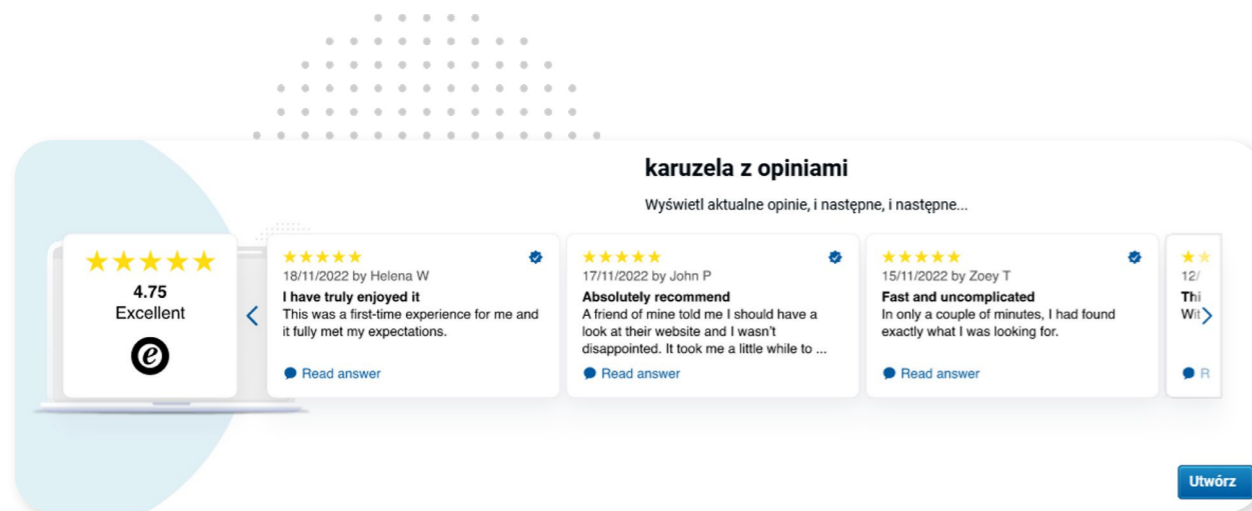 karuzela z opiniami
Wyświetl aktualne opinie, i następne, i następne...
4.75
Excellent
e
18/11/2022 by Helena W
I have truly enjoyed it
This was a first-time experience for me and
it fully met my expectations.
Read answer
17/11/2022 by John P
Absolutely recommend
A friend of mine told me I should have a
look at their website and I wasn't
disappointed. It took me a little while to ...
Read answer
15/11/2022 by Zoey T
Fast and uncomplicated
In only a couple of minutes, I had found
exactly what I was looking for.
Read answer
12/
Thi
Wit
R
Utwórz